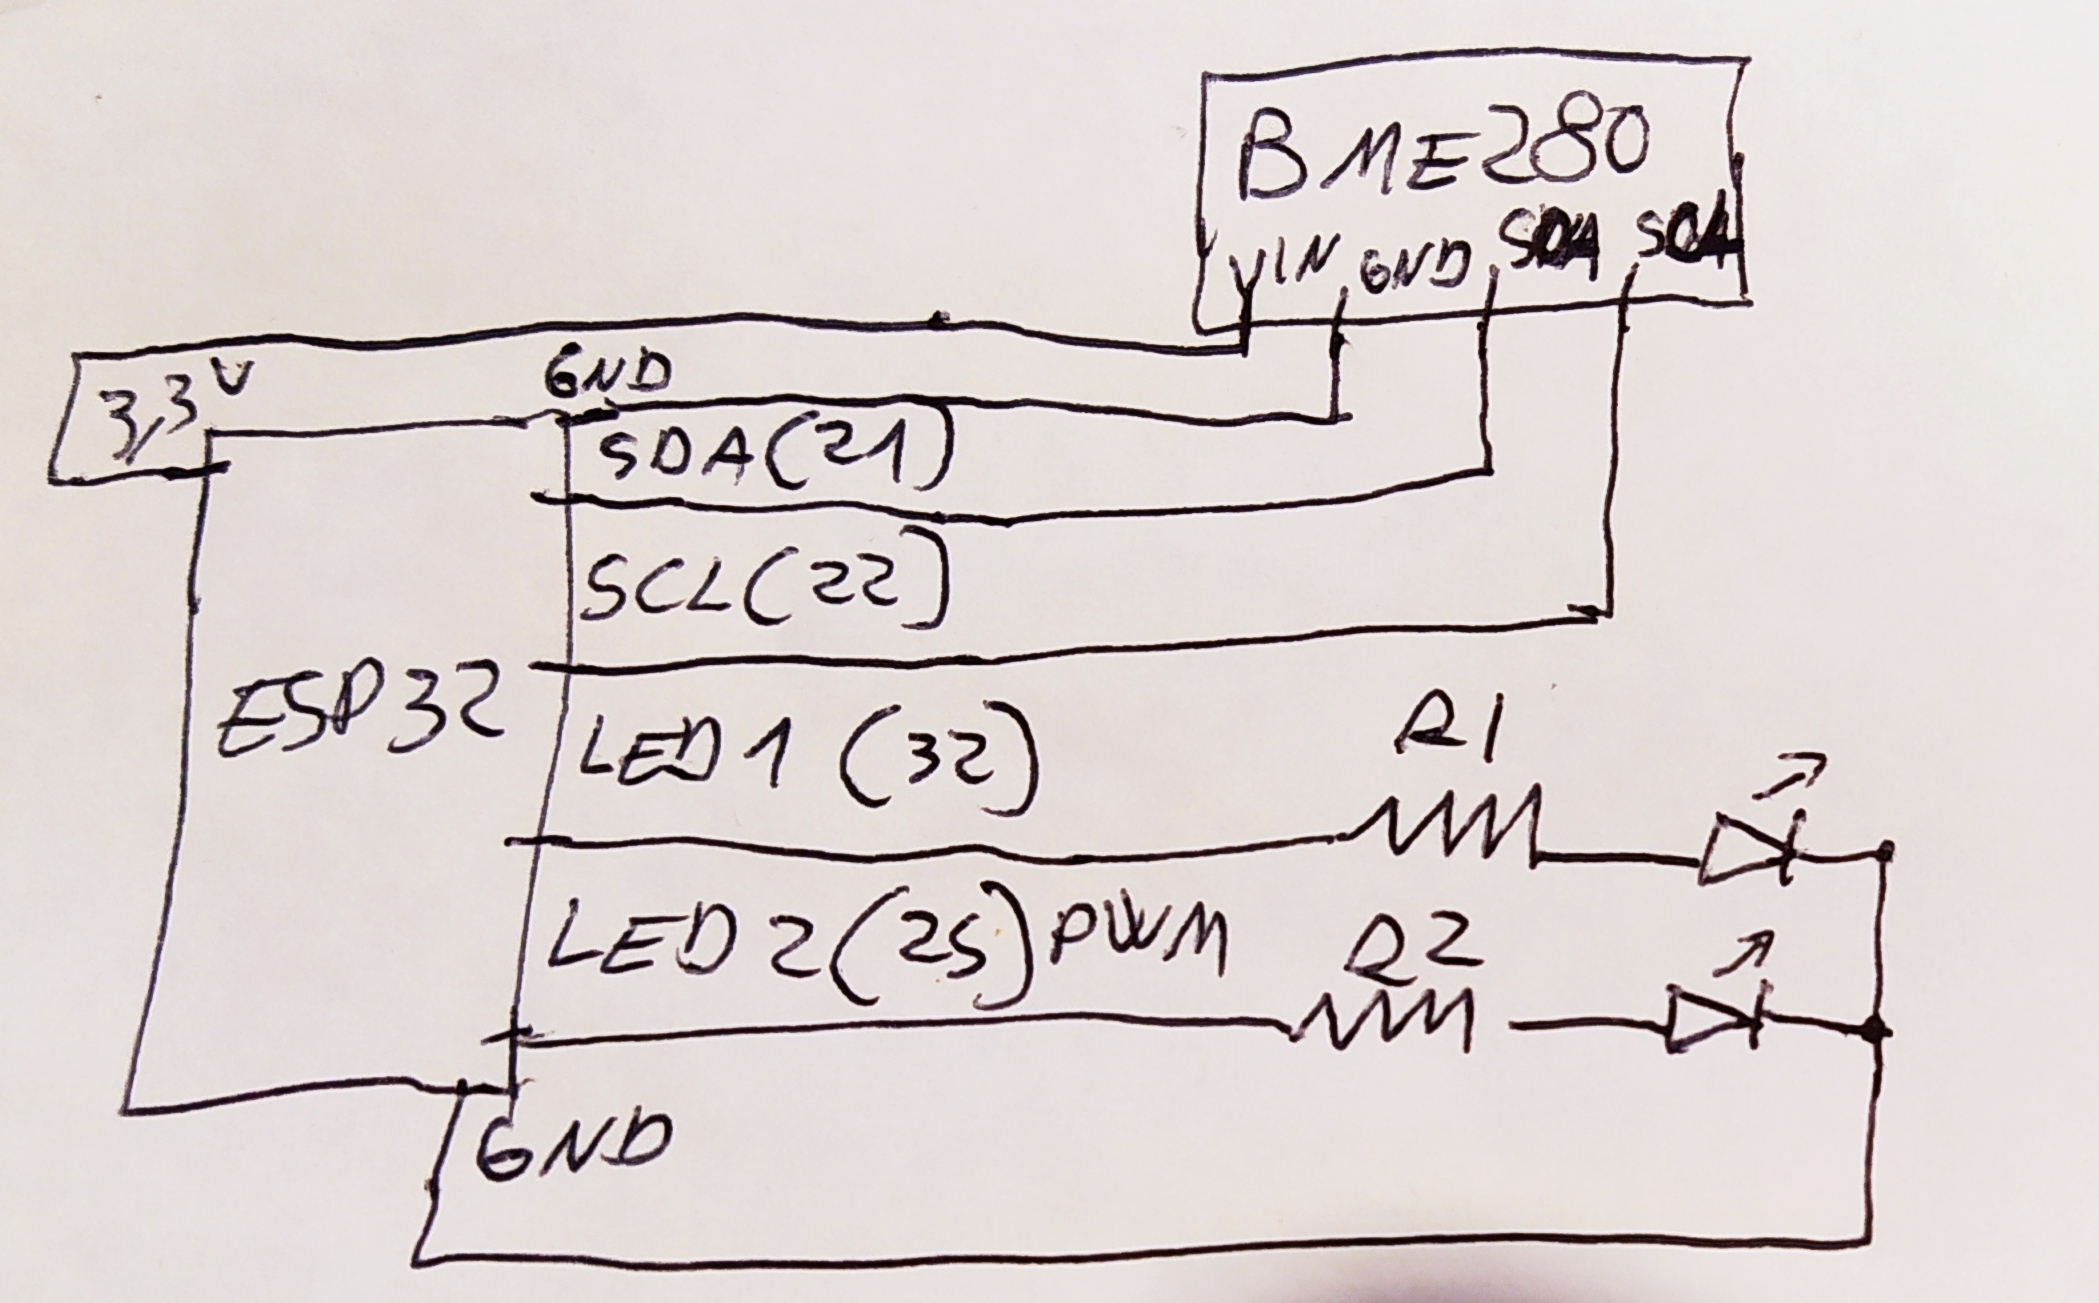 BME280
VIN GND SDA
3,3V
GND
SDA(21)
SCL(22)
ESP32
LED1 (32)
R1
LED2(25)PWM
R2
GND